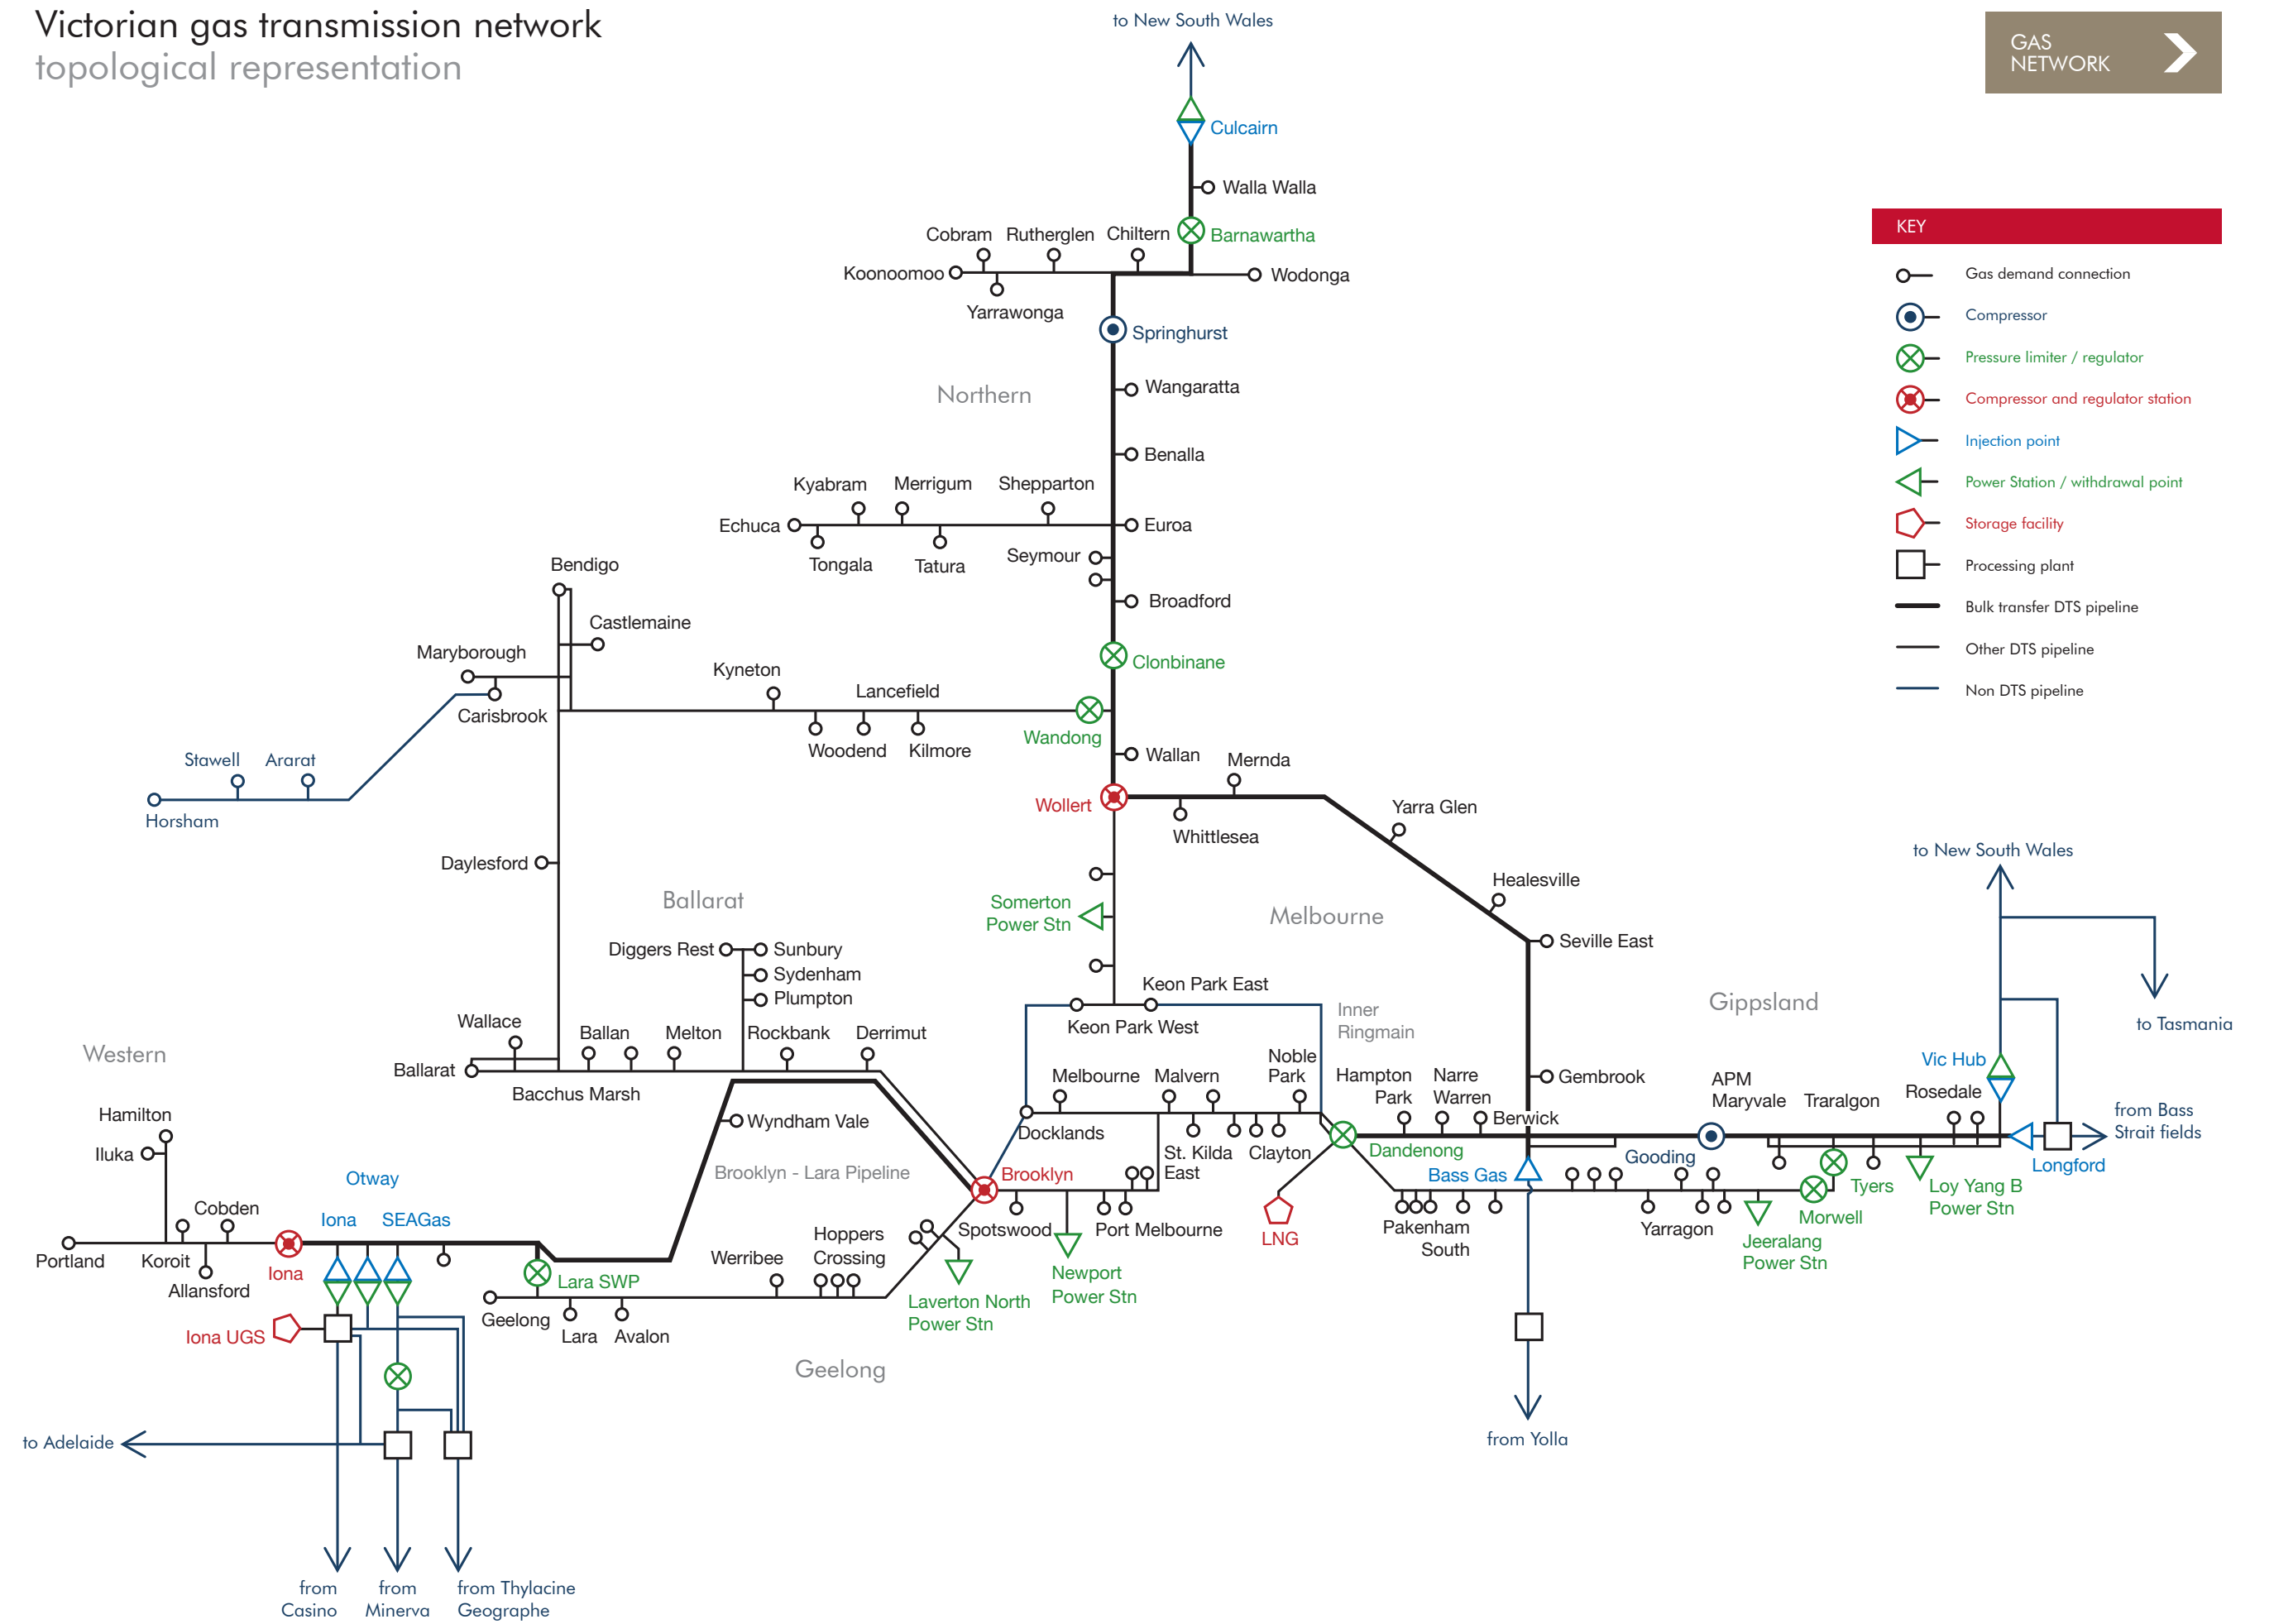 Victorian gas transmission network
topological representation
GAS
NETWORK
to New South Wales
Culcairn
Walla Walla
Barnawartha
Cobram
Rutherglen
Chiltern
Koonoomoo
Wodonga
Yarrawonga
Springhurst
Northern
Wangaratta
Benalla
Kyabram
Merrigum
Shepparton
Echuca
Euroa
Tongala
Tatura
Seymour
Broadford
Bendigo
Castlemaine
Maryborough
Carisbrook
Clonbinane
Kyneton
Lancefield
Woodend
Kilmore
Wandong
Stawell
Ararat
Horsham
Wallan
Mernda
Wollert
Whittlesea
Yarra Glen
Healesville
Seville East
Daylesford
Ballarat
Somerton
Power Stn
Melbourne
Diggers Rest
Sunbury
Sydenham
Plumpton
Keon Park East
Keon Park West
Inner
Ringmain
Gippsland
KEY
Gas demand connection
Compressor
Pressure limiter / regulator
Compressor and regulator station
Injection point
Power Station / withdrawal point
Storage facility
Processing plant
Bulk transfer DTS pipeline
Other DTS pipeline
Non DTS pipeline
to New South Wales
to Tasmania
Western
Wallace
Ballan
Melton
Rockbank
Derrimut
Ballarat
Bacchus Marsh
Wyndham Vale
Brooklyn - Lara Pipeline
Brooklyn
Docklands
Melbourne
Malvern
Noble
Park
St. Kilda
East
Clayton
Hampton
Park
Narre
Warren
Berwick
Gembrook
Dandenong
Bass Gas
Gooding
APM
Maryvale
Traralgon
Rosedale
Vic Hub
from Bass
Strait fields
Longford
Hamilton
Iluka
Cobden
Portland
Koroit
Allansford
Iona
Otway
Iona
SEAGas
Iona UGS
Lara SWP
Geelong
Lara
Avalon
Werribee
Hoppers
Crossing
Laverton North
Power Stn
Spotswood
Port Melbourne
Newport
Power Stn
LNG
Pakenham
South
Yarragon
Jeeralang
Power Stn
Morwell
Tyers
Loy Yang B
Power Stn
Geelong
to Adelaide
from Yolla
from
Casino
from
Minerva
from Thylacine
Geographe